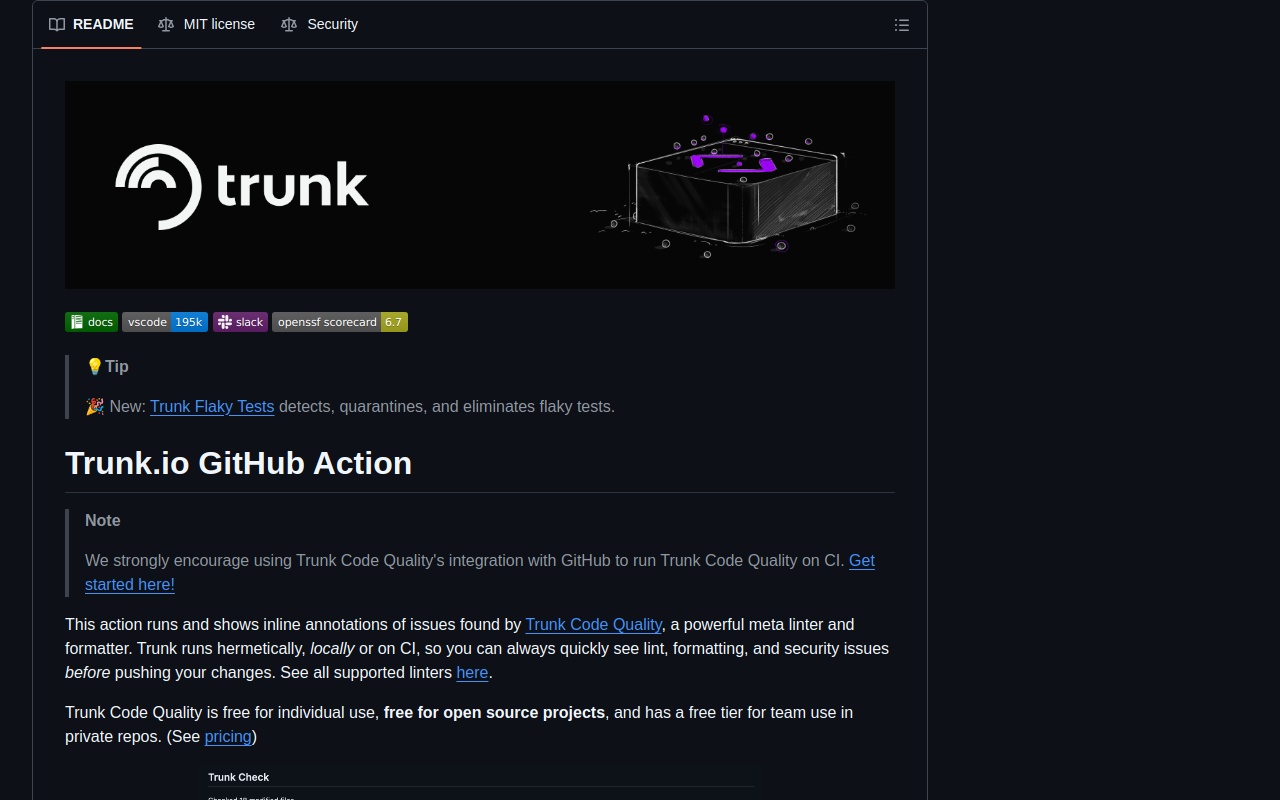 README MIT license Security
trunk
docs vscode 195k slack openssf scorecard 6.7
💡Tip
🎉 New: Trunk Flaky Tests detects, quarantines, and eliminates flaky tests.
Trunk.io GitHub Action
Note
We strongly encourage using Trunk Code Quality's integration with GitHub to run Trunk Code Quality on CI. Get
started here!
This action runs and shows inline annotations of issues found by Trunk Code Quality, a powerful meta linter and
formatter. Trunk runs hermetically, locally or on CI, so you can always quickly see lint, formatting, and security issues
before pushing your changes. See all supported linters here.
Trunk Code Quality is free for individual use, free for open source projects, and has a free tier for team use in
private repos. (See pricing)
Trunk Check